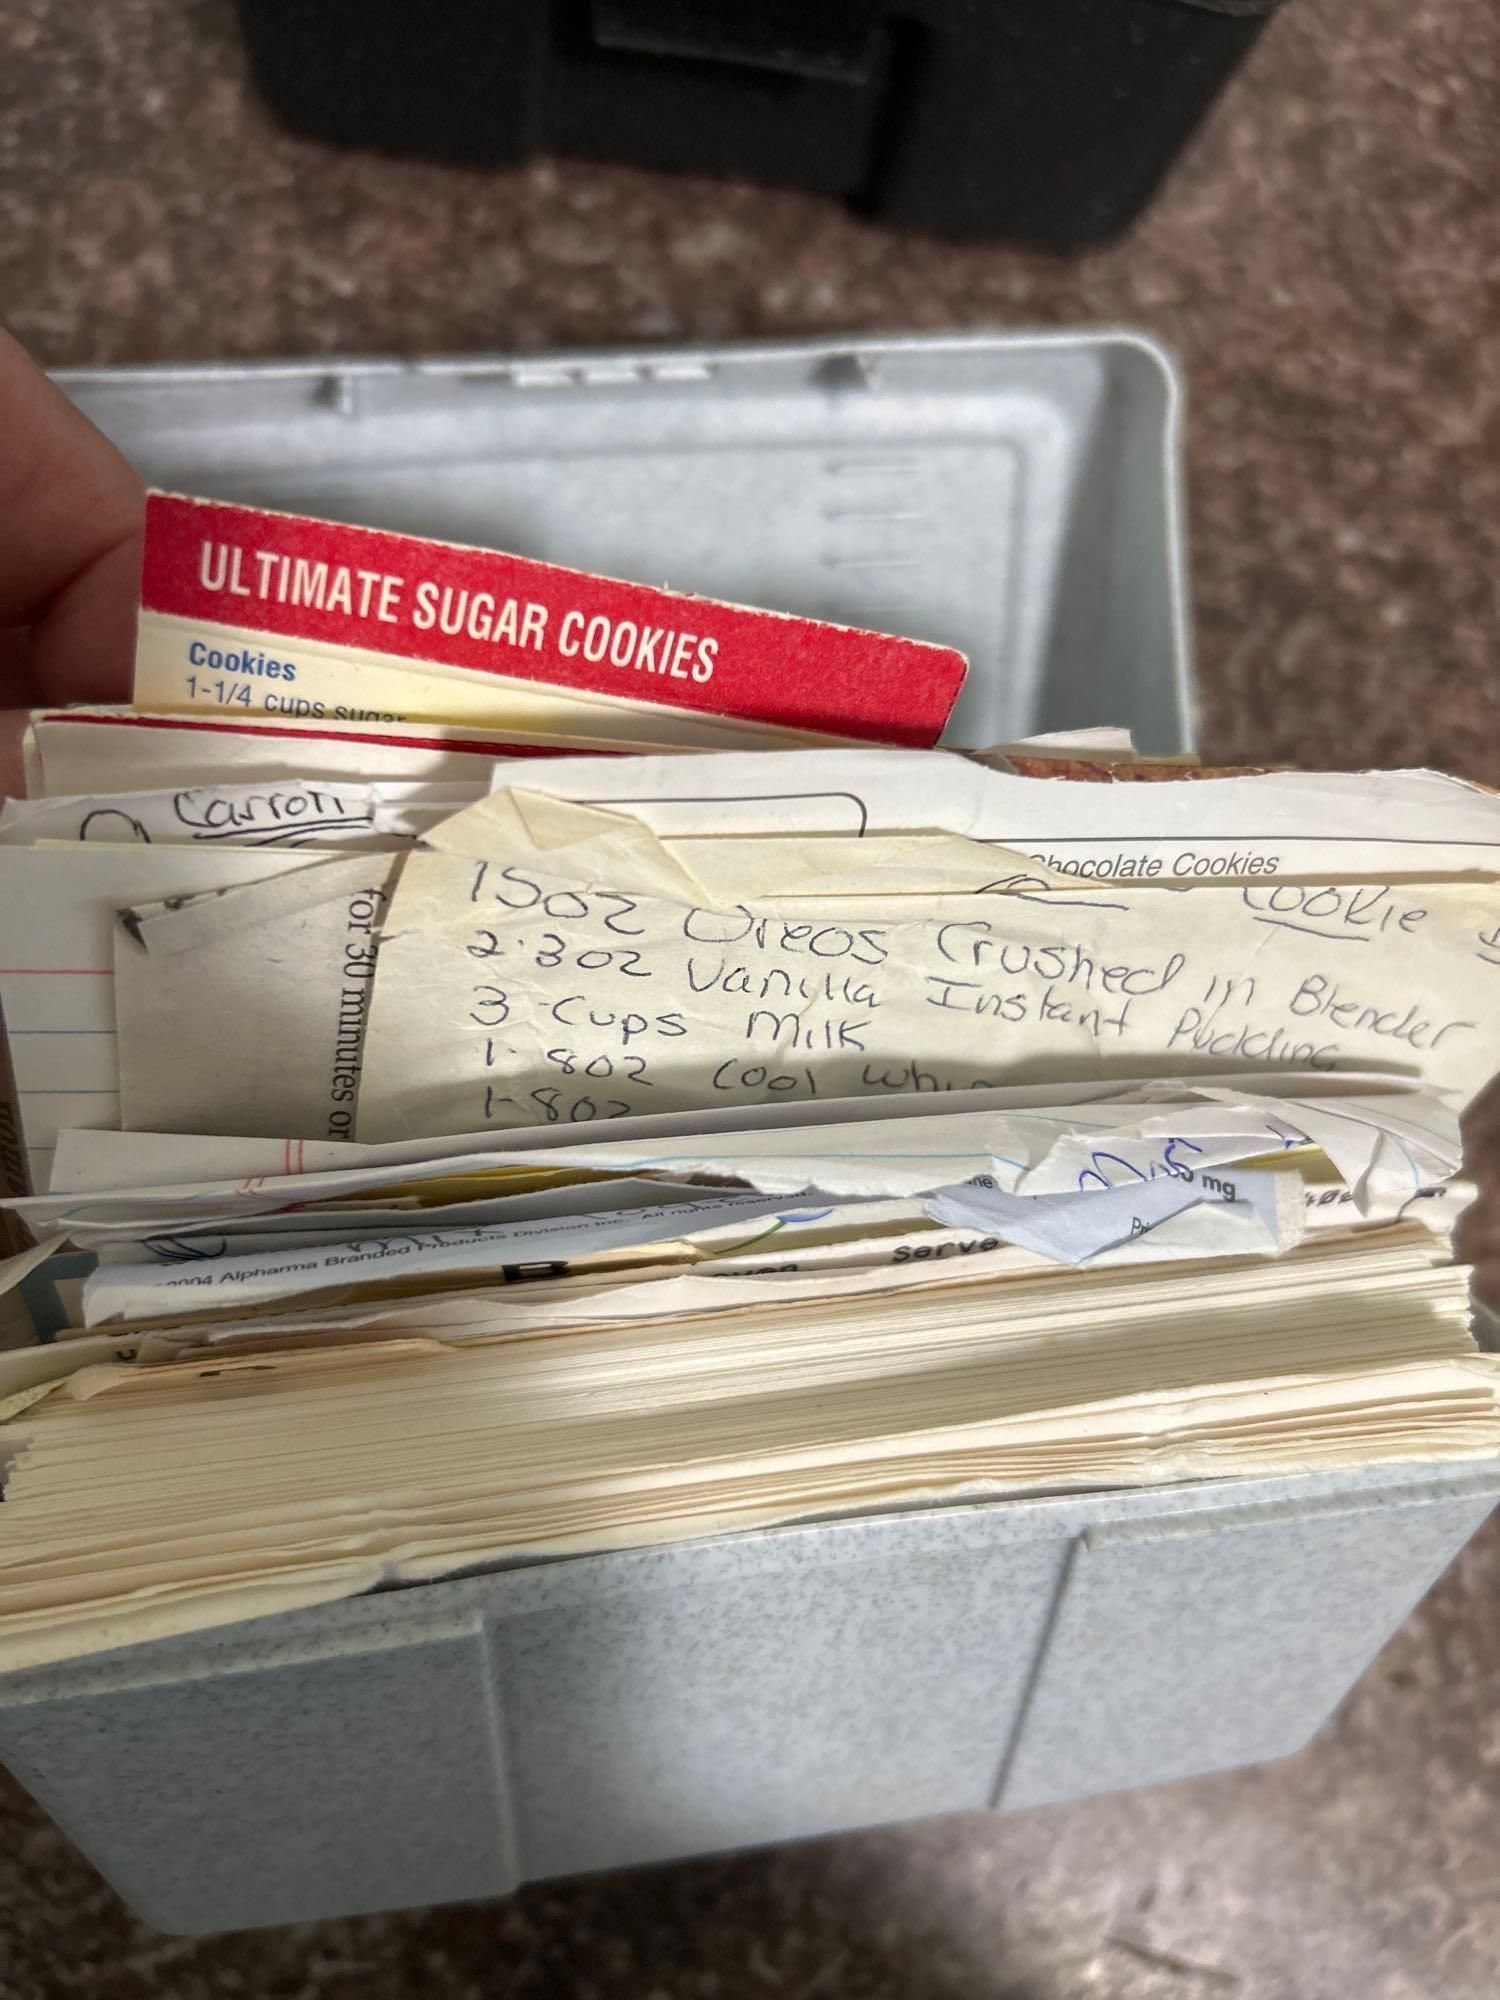 ULTIMATE SUGAR COOKIES
Cookies
1-1/4 cups sugar
Carrot
Chocolate Cookies
Cookie
15oz Oreos Crushed in Blender
2-3oz Vanilla Instant Pudding
3-Cups Milk
1-8oz Cool Whip
1-8oz
for 30 minutes or
mg
2004 Alpharma Branded Products Division Inc. All rights reserved.
serve